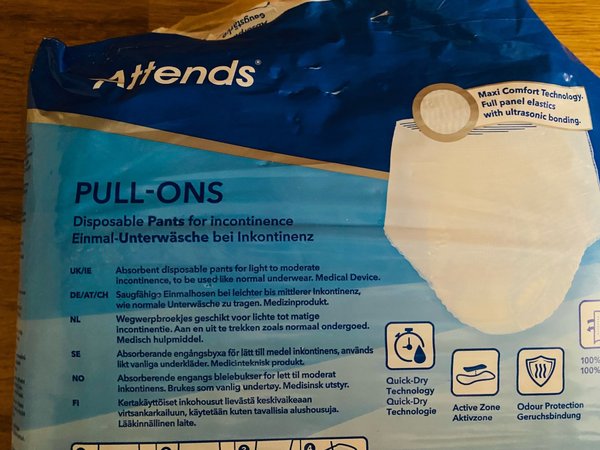 Attends®
Maxi Comfort Technology.
Full panel elastics
with ultrasonic bonding.
PULL-ONS
Disposable Pants for incontinence
Einmal-Unterwäsche bei Inkontinenz
UK/IE Absorbent disposable pants for light to moderate
incontinence, to be used like normal underwear. Medical Device.
DE/AT/CH Saugfähige Einmalhosen bei leichter bis mittlerer Inkontinenz,
wie normale Unterwäsche zu tragen. Medizinprodukt.
NL Wegwerpbroekjes geschikt voor lichte tot matige
incontinentie. Aan en uit te trekken zoals normaal ondergoed.
Medisch hulpmiddel.
SE Absorberande engångsbyxa för lätt till medel inkontinens, används
likt vanliga underkläder. Medicinteknisk produkt.
NO Absorberende engangs bleiebukser for lett til moderat
inkontinens. Brukes som vanlig undertøy. Medisinsk utstyr.
FI Kertakäyttöiset inkohousut lievästä keskivaikeaan
virtsankarkailuun, käytetään kuten tavallisia alushousuja.
Lääkinnällinen laite.
Quick-Dry
Technology
Quick-Dry
Technologie
Active Zone
Aktivzone
Odour Protection
Geruchsbindung
100%
100%